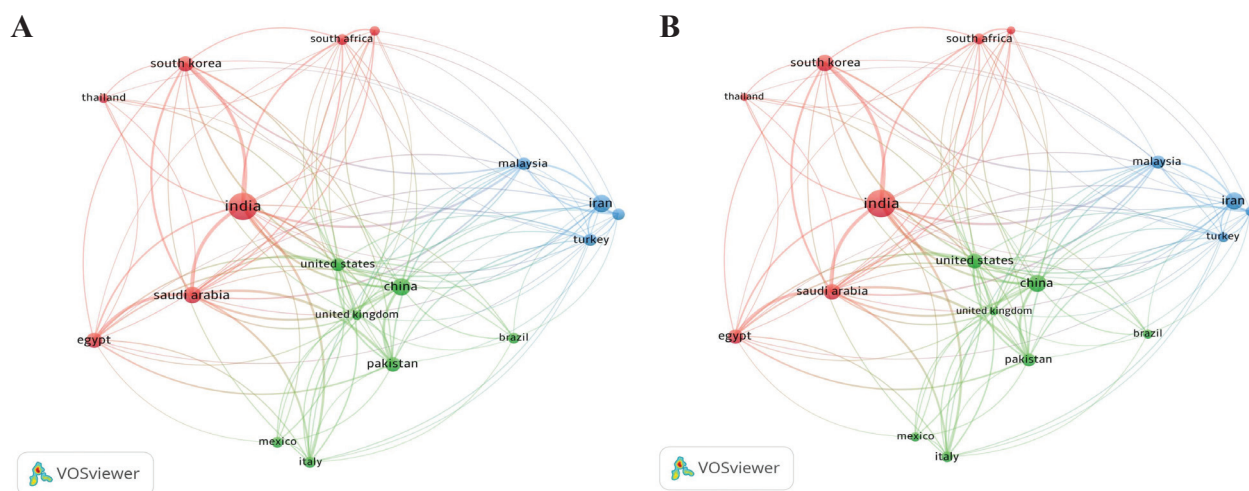 A
south africa
south korea
thailand
malaysia
india
iran
turkey
united states
china
saudi arabia
united kingdom
egypt
brazil
pakistan
mexico
italy
VOSviewer
B
south africa
south korea
thailand
malaysia
india
iran
turkey
united states
china
saudi arabia
united kingdom
egypt
brazil
pakistan
mexico
italy
VOSviewer